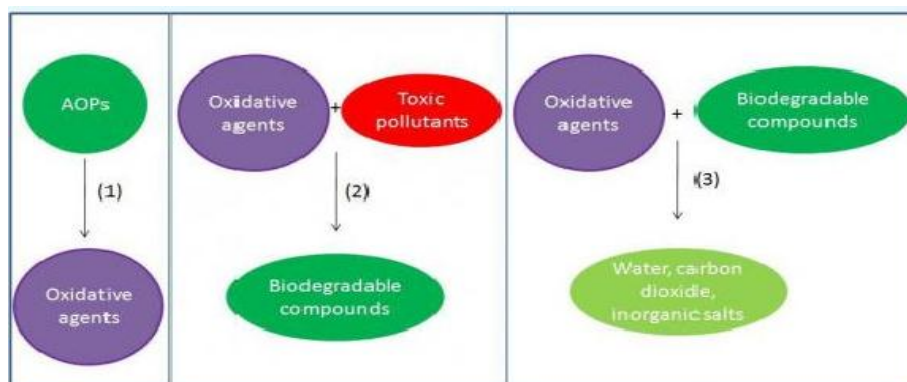 AOPs
(1)
Oxidative
agents
Oxidative
agents
+
Toxic
pollutants
(2)
Biodegradable
compounds
Oxidative
agents
+
Biodegradable
compounds
(3)
Water, carbon
dioxidie,
inorganic salts